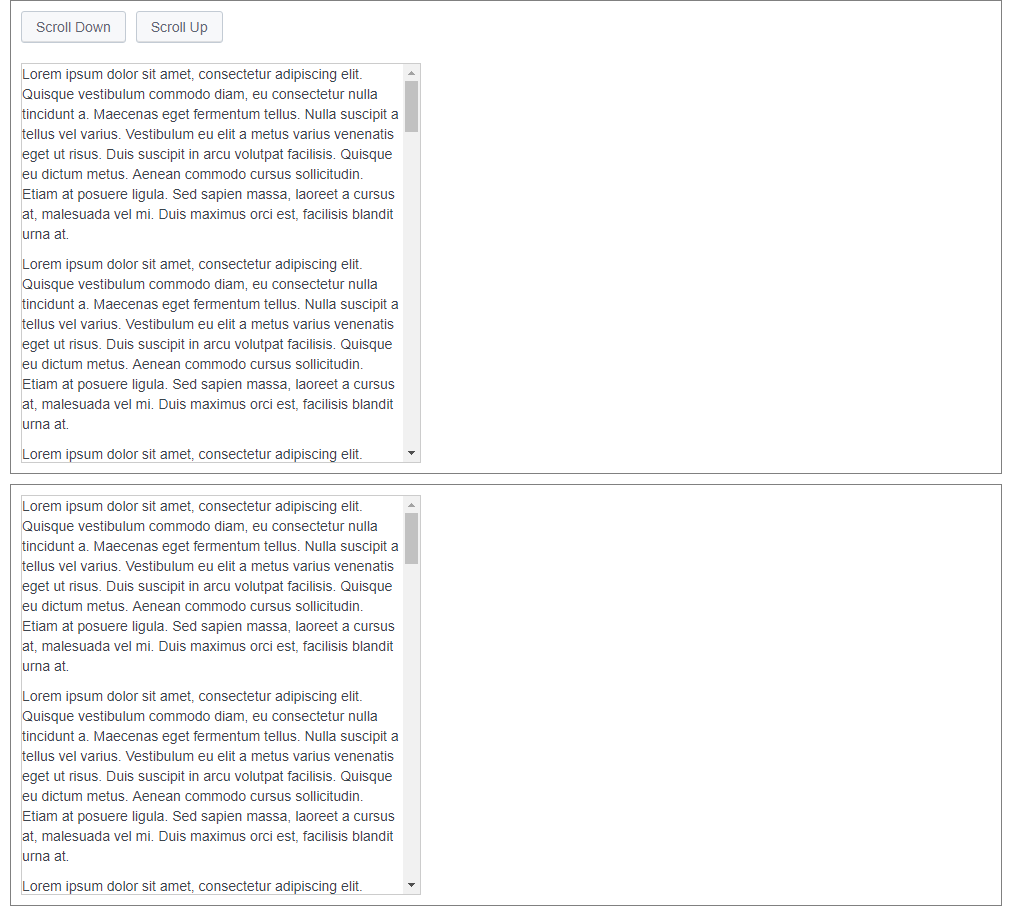 Scroll Down Scroll Up
Lorem ipsum dolor sit amet, consectetur adipiscing elit.
Quisque vestibulum commodo diam, eu consectetur nulla
tincidunt a. Maecenas eget fermentum tellus. Nulla suscipit a
tellus vel varius. Vestibulum eu elit a metus varius venenatis
eget ut risus. Duis suscipit in arcu volutpat facilisis. Quisque
eu dictum metus. Aenean commodo cursus sollicitudin.
Etiam at posuere ligula. Sed sapien massa, laoreet a cursus
at, malesuada vel mi. Duis maximus orci est, facilisis blandit
urna at.
Lorem ipsum dolor sit amet, consectetur adipiscing elit.
Quisque vestibulum commodo diam, eu consectetur nulla
tincidunt a. Maecenas eget fermentum tellus. Nulla suscipit a
tellus vel varius. Vestibulum eu elit a metus varius venenatis
eget ut risus. Duis suscipit in arcu volutpat facilisis. Quisque
eu dictum metus. Aenean commodo cursus sollicitudin.
Etiam at posuere ligula. Sed sapien massa, laoreet a cursus
at, malesuada vel mi. Duis maximus orci est, facilisis blandit
urna at.
Lorem ipsum dolor sit amet, consectetur adipiscing elit.
Lorem ipsum dolor sit amet, consectetur adipiscing elit.
Quisque vestibulum commodo diam, eu consectetur nulla
tincidunt a. Maecenas eget fermentum tellus. Nulla suscipit a
tellus vel varius. Vestibulum eu elit a metus varius venenatis
eget ut risus. Duis suscipit in arcu volutpat facilisis. Quisque
eu dictum metus. Aenean commodo cursus sollicitudin.
Etiam at posuere ligula. Sed sapien massa, laoreet a cursus
at, malesuada vel mi. Duis maximus orci est, facilisis blandit
urna at.
Lorem ipsum dolor sit amet, consectetur adipiscing elit.
Quisque vestibulum commodo diam, eu consectetur nulla
tincidunt a. Maecenas eget fermentum tellus. Nulla suscipit a
tellus vel varius. Vestibulum eu elit a metus varius venenatis
eget ut risus. Duis suscipit in arcu volutpat facilisis. Quisque
eu dictum metus. Aenean commodo cursus sollicitudin.
Etiam at posuere ligula. Sed sapien massa, laoreet a cursus
at, malesuada vel mi. Duis maximus orci est, facilisis blandit
urna at.
Lorem ipsum dolor sit amet, consectetur adipiscing elit.